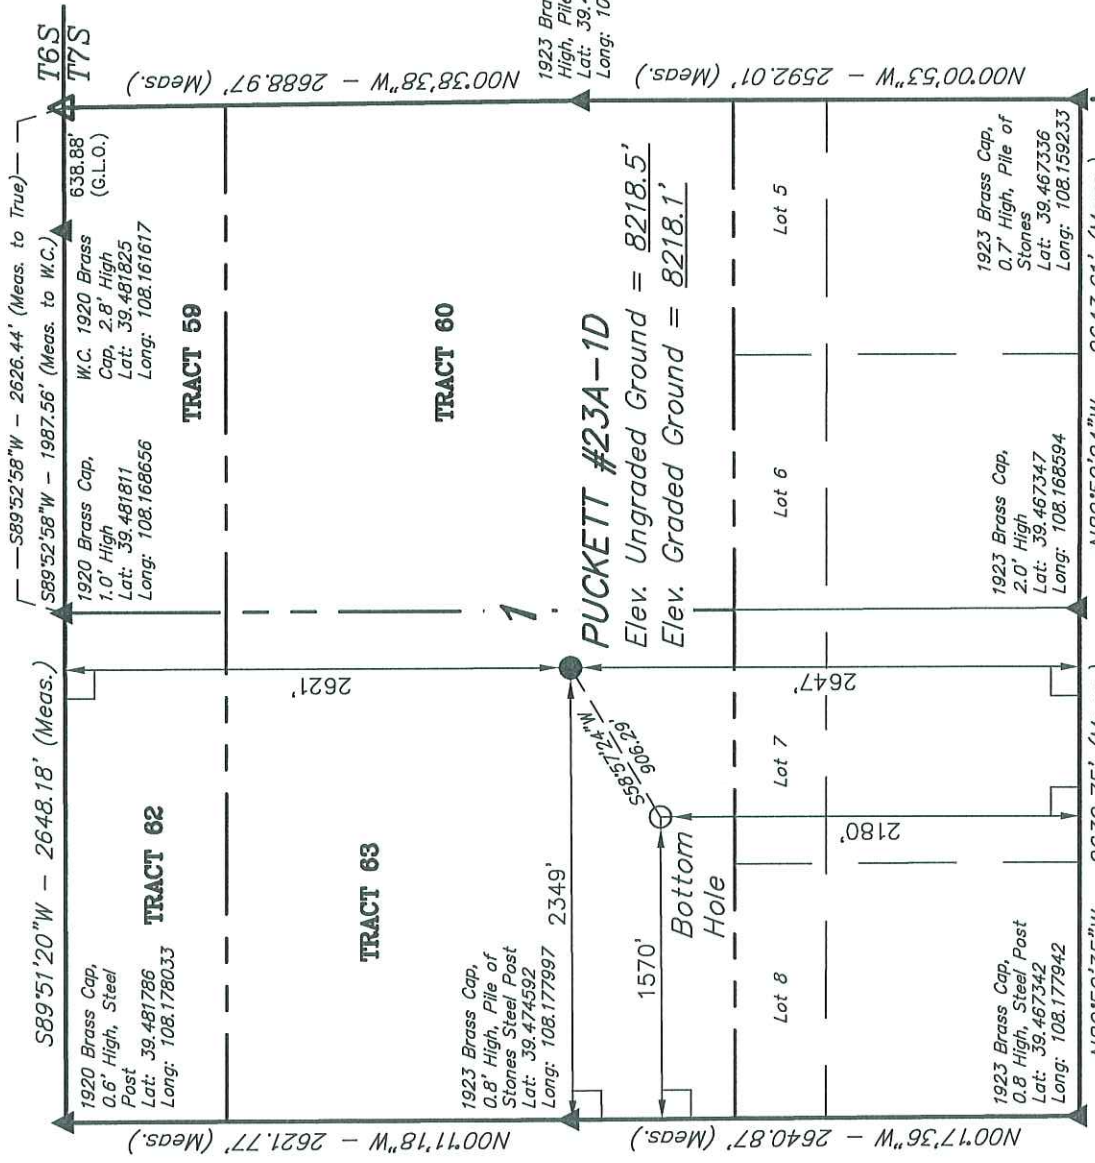 T6S
T7S
S89°52'58"W - 2626.44' (Meas. to True)
S89°51'20"W - 2648.18' (Meas.)
S89°52'58"W - 1987.56' (Meas. to W.C.)
638.88'
(G.L.O.)
1920 Brass Cap,
0.6' High, Steel
Post
Lat: 39.481786
Long: 108.178033
1920 Brass Cap,
1.0' High
Lat: 39.481811
Long: 108.168656
W.C. 1920 Brass
Cap, 2.8' High
Lat: 39.481825
Long: 108.161617
TRACT 62
TRACT 59
N00°11'18"W - 2621.77' (Meas.)
2621'
N00°38'38"W - 2688.97' (Meas.)
TRACT 63
TRACT 60
1
1923 Brass Cap,
0.8' High, Pile of
Stones Steel Post
Lat: 39.474592
Long: 108.177997
2349'
PUCKETT #23A-1D
Elev. Ungraded Ground = 8218.5'
Elev. Graded Ground = 8218.1'
S58°57'24"W
906.29'
1570'
Bottom
Hole
2180'
2647'
N00°17'36"W - 2640.87' (Meas.)
N00°00'53"W - 2592.01' (Meas.)
Lot 8
Lot 7
Lot 6
Lot 5
1923 Brass Cap,
0.8 High, Steel Post
Lat: 39.467342
Long: 108.177942
1923 Brass Cap,
2.0' High
Lat: 39.467347
Long: 108.168594
1923 Brass Cap,
0.7' High, Pile of
Stones
Lat: 39.467336
Long: 108.159233
High, Pile
Lat:
Long: